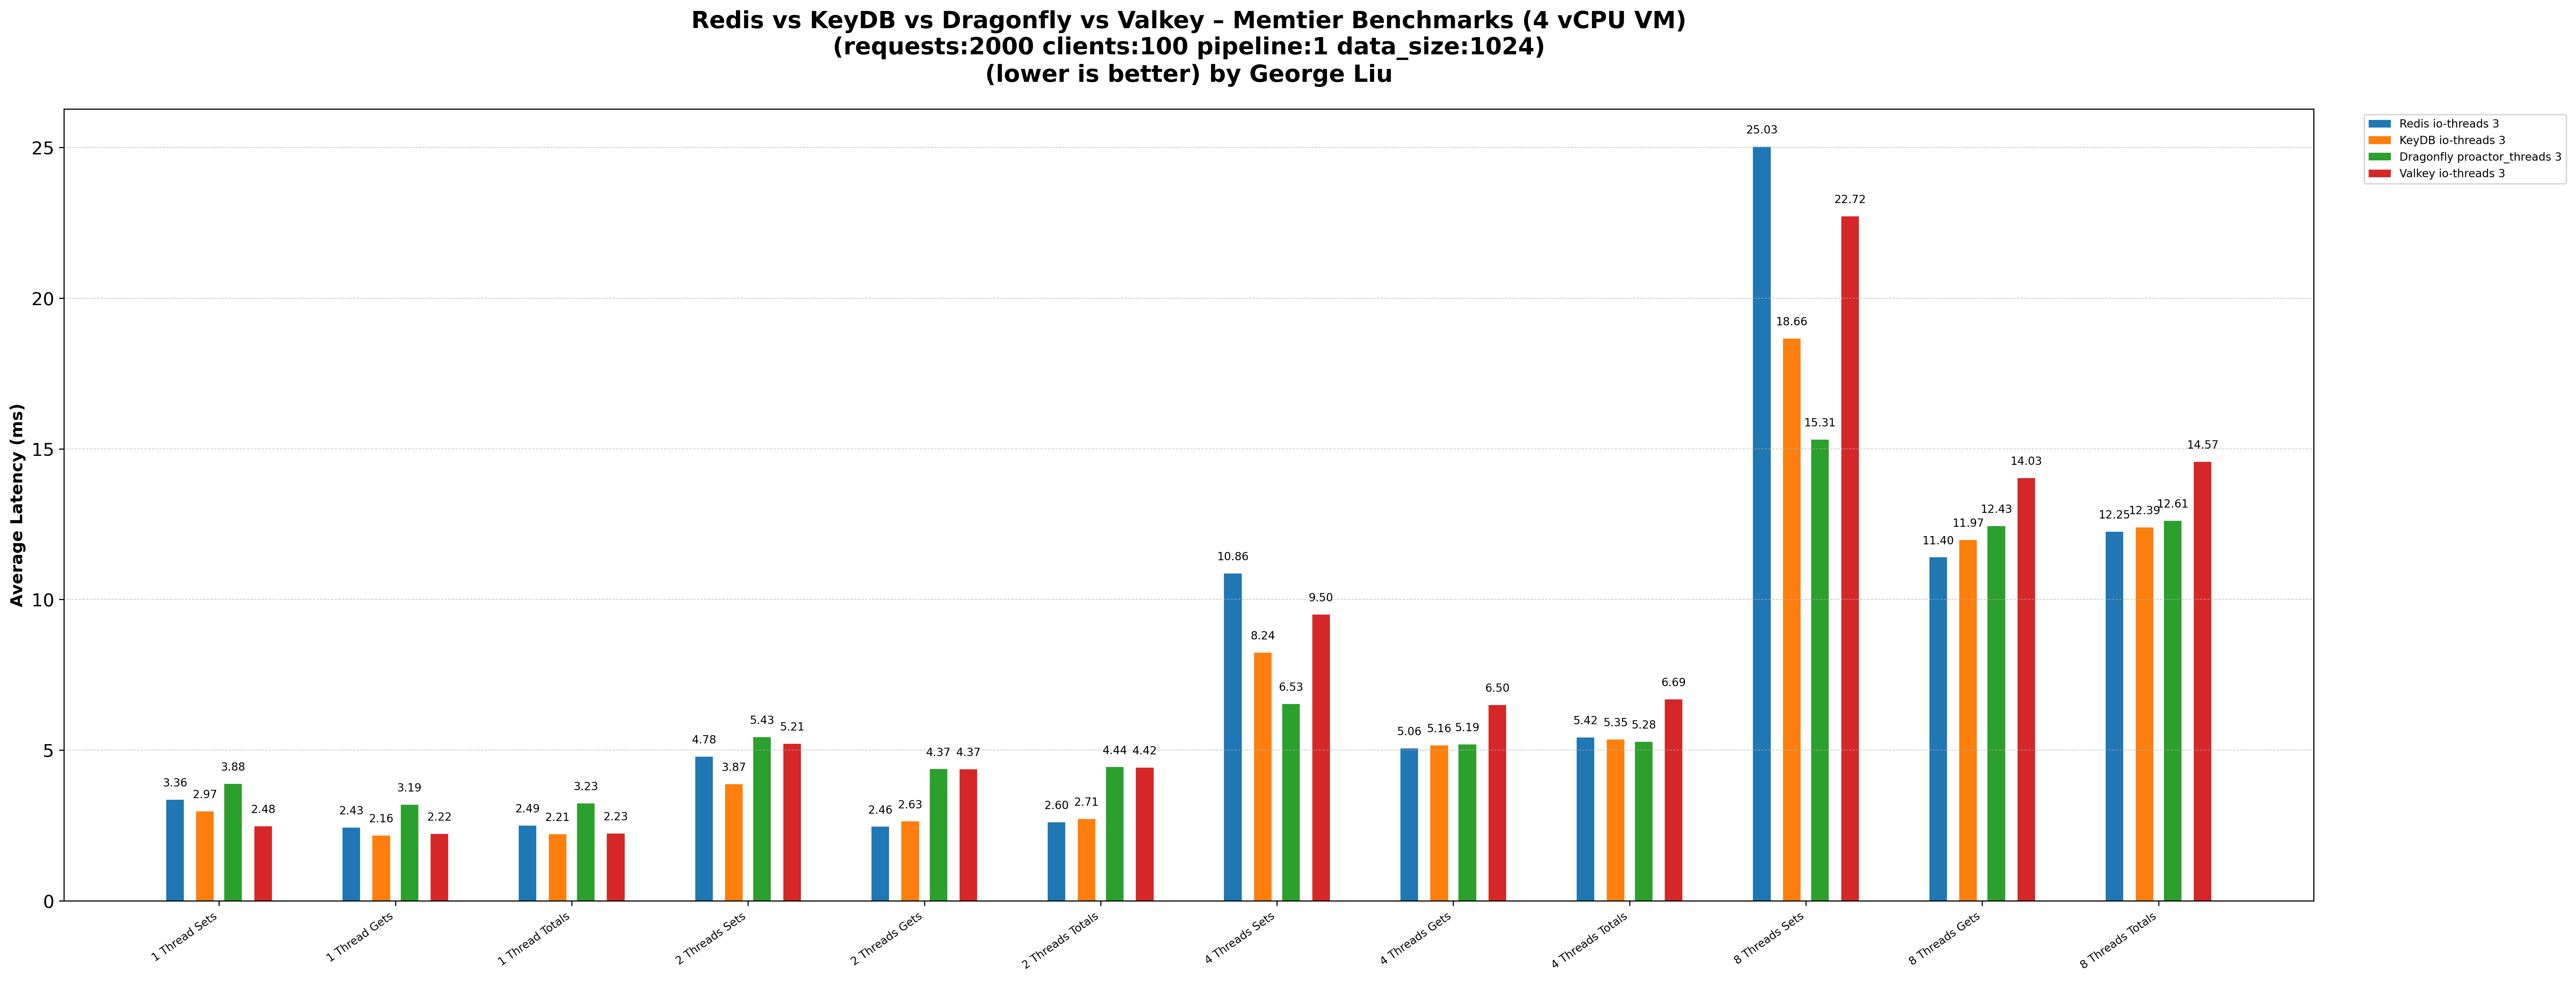 Redis vs KeyDB vs Dragonfly vs Valkey – Memtier Benchmarks (4 vCPU VM)
(requests:2000 clients:100 pipeline:1 data_size:1024)
(lower is better) by George Liu
Redis io-threads 3
KeyDB io-threads 3
Dragonfly proactor_threads 3
Valkey io-threads 3
Average Latency (ms)
25
20
15
10
5
0
3.36 2.97 3.88 2.48
2.43 2.16 3.19 2.22
2.49 2.21 3.23 2.23
4.78 3.87 5.43 5.21
2.46 2.63 4.37 4.37
2.60 2.71 4.44 4.42
10.86 8.24 6.53 9.50
5.06 5.16 5.19 6.50
5.42 5.35 5.28 6.69
25.03 18.66 15.31 22.72
11.40 11.97 12.43 14.03
12.25 12.39 12.61 14.57
1 Thread Sets
1 Thread Gets
1 Thread Totals
2 Threads Sets
2 Threads Gets
2 Threads Totals
4 Threads Sets
4 Threads Gets
4 Threads Totals
8 Threads Sets
8 Threads Gets
8 Threads Totals